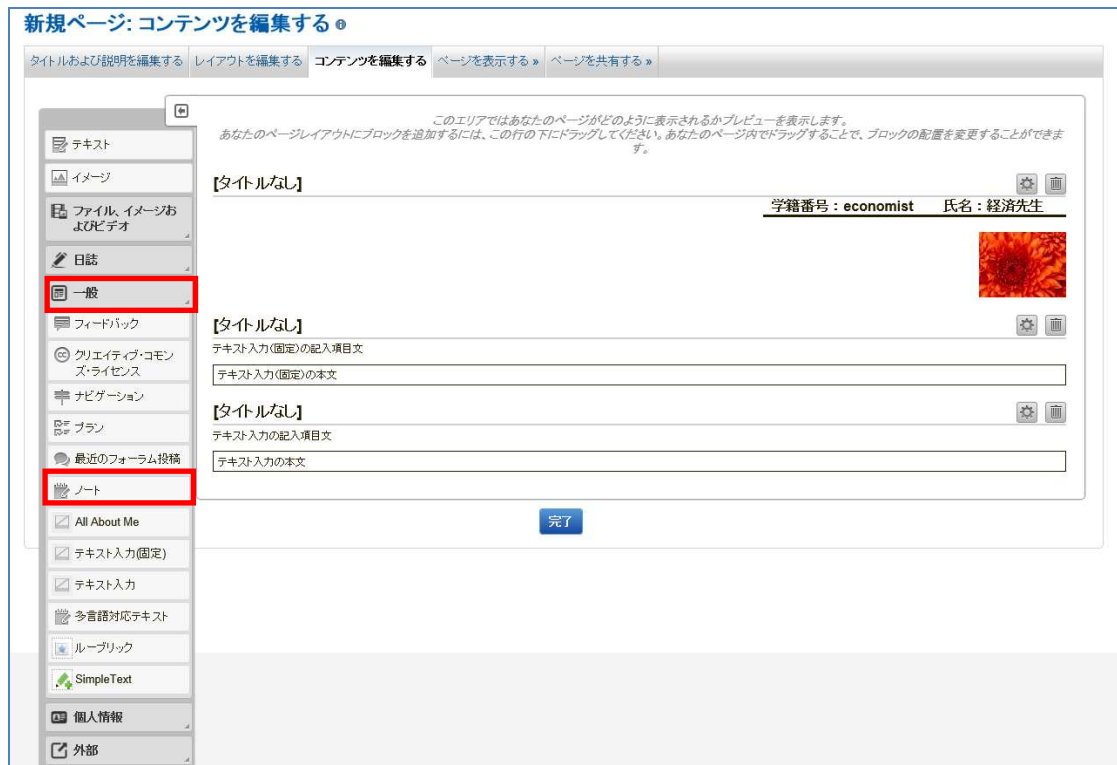 新規ページ: コンテンツを編集する
タイトルおよび説明を編集する レイアウトを編集する コンテンツを編集する ページを表示する » ページを共有する »
テキスト
イメージ
ファイル、イメージお
よびビデオ
日誌
一般
フィードバック
クリエイティブ・コモン
ズ・ライセンス
ナビゲーション
プラン
最近のフォーラム投稿
ノート
All About Me
テキスト入力(固定)
テキスト入力
多言語対応テキスト
ルーブリック
SimpleText
個人情報
外部
このエリアではあなたのページがどのように表示されるかプレビューを表示します。
あなたのページレイアウトにブロックを追加するには、この行の下にドラッグしてください。あなたのページ内でドラッグすることで、ブロックの配置を変更することができま
す。
[タイトルなし]
学籍番号：economist 氏名：経済先生
[タイトルなし]
テキスト入力(固定)の記入項目文
テキスト入力(固定)の本文
[タイトルなし]
テキスト入力の記入項目文
テキスト入力の本文
完了